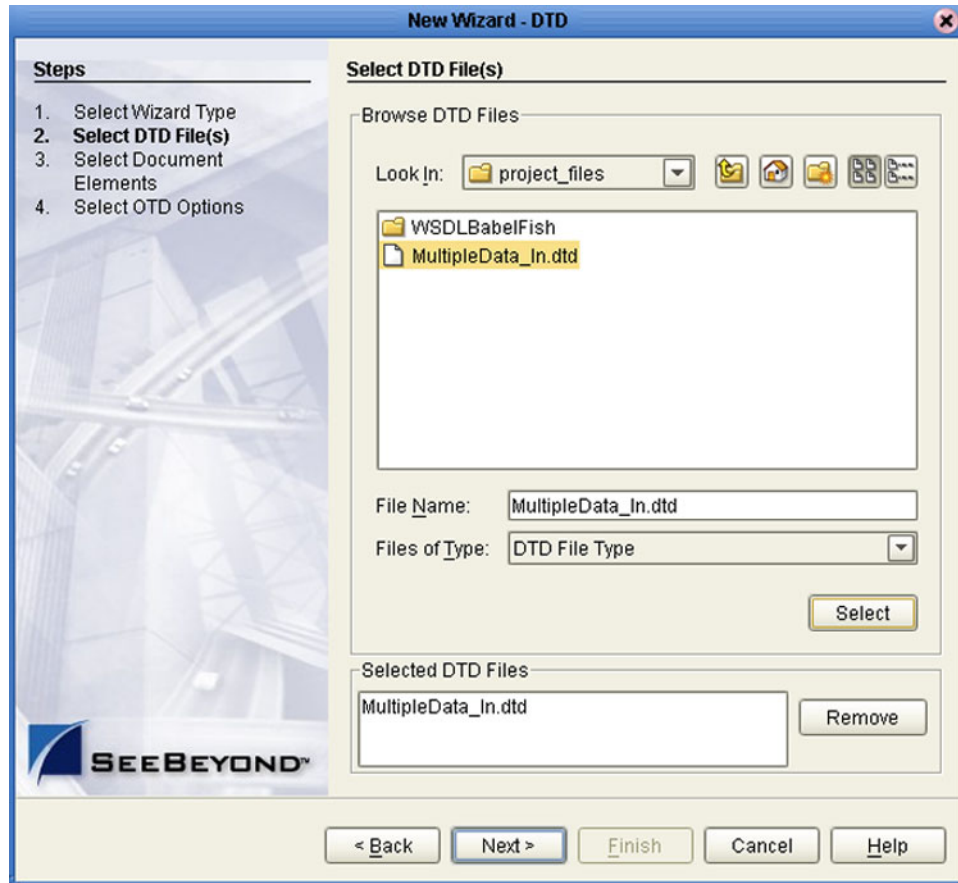 New Wizard - DTD
Steps
1. Select Wizard Type
2. Select DTD File(s)
3. Select Document
Elements
4. Select OTD Options
Select DTD File(s)
Browse DTD Files
Look In: project_files
WSDLBabelFish
MultipleData_In.dtd
File Name: MultipleData_In.dtd
Files of Type: DTD File Type
Select
Selected DTD Files
MultipleData_In.dtd
Remove
SEEBEYOND™
< Back Next > Finish Cancel Help